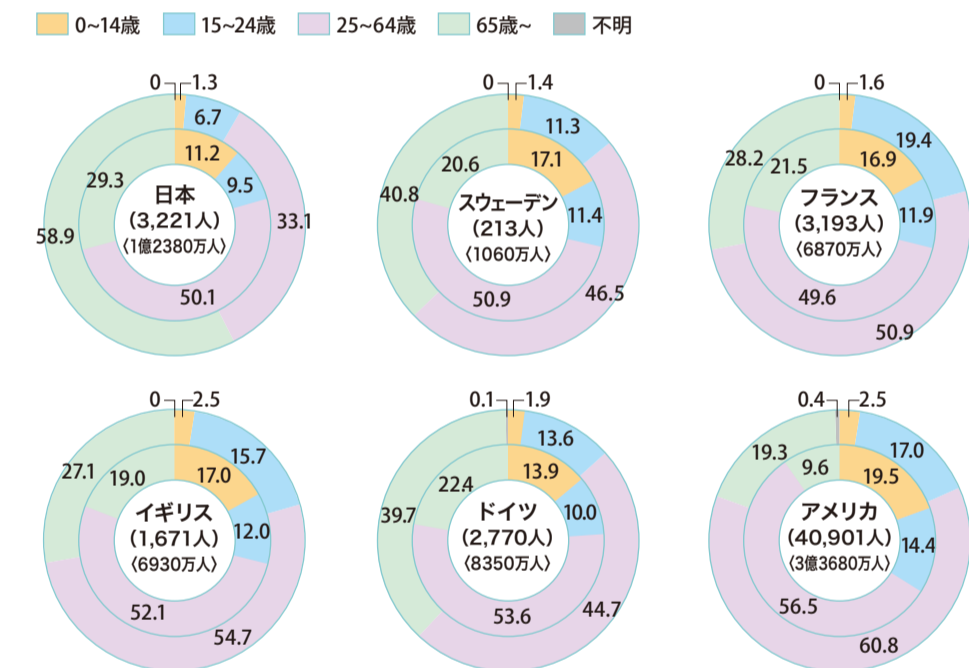 0~14歳 15~24歳 25~64歳 65歳~ 不明
0 1.3
6.7
11.2
29.3 9.5
日本
(3,221人)
〈1億2380万人〉
33.1
58.9
50.1
0 1.4
11.3
20.6 17.1
40.8
スウェーデン
(213人)
〈1060万人〉
11.4
50.9 46.5
0 1.6
19.4
28.2 21.5 16.9
フランス
(3,193人)
〈6870万人〉
11.9
49.6
50.9
0 2.5
15.7
27.1 19.0 17.0
イギリス
(1,671人)
〈6930万人〉
12.0
52.1
54.7
0.1 1.9
13.6
22.4 13.9
39.7 10.0
ドイツ
(2,770人)
〈8350万人〉
53.6 44.7
0.4 2.5
17.0
19.3 9.6 19.5
アメリカ
(40,901人)
〈3億3680万人〉
14.4
56.5
60.8